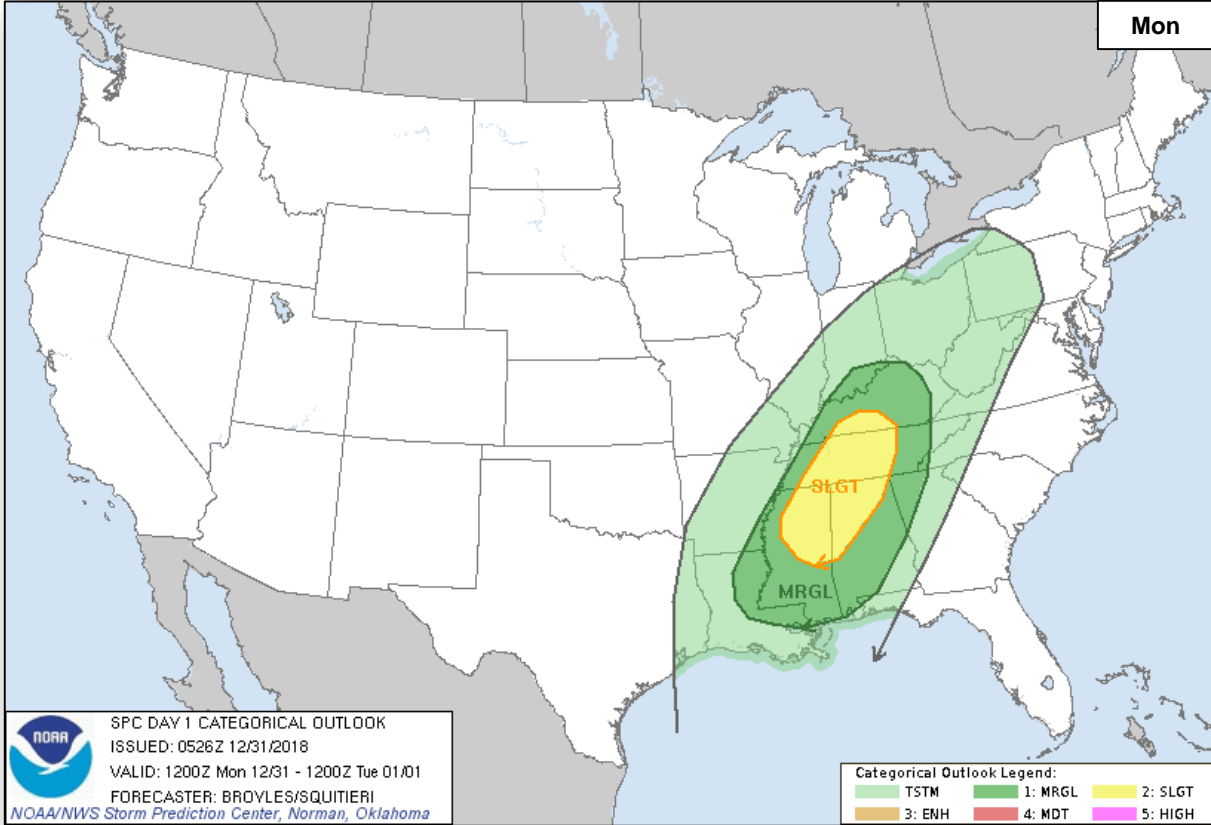 Mon
SLGT
MRGL
NOAA
SPC DAY 1 CATEGORICAL OUTLOOK
ISSUED: 0526Z 12/31/2018
VALID: 1200Z Mon 12/31 - 1200Z Tue 01/01
FORECASTER: BROYLES/SQUITIERI
NOAA/NWS Storm Prediction Center, Norman, Oklahoma
Categorical Outlook Legend:
TSTM 1: MRGL 2: SLGT
3: ENH 4: MDT 5: HIGH